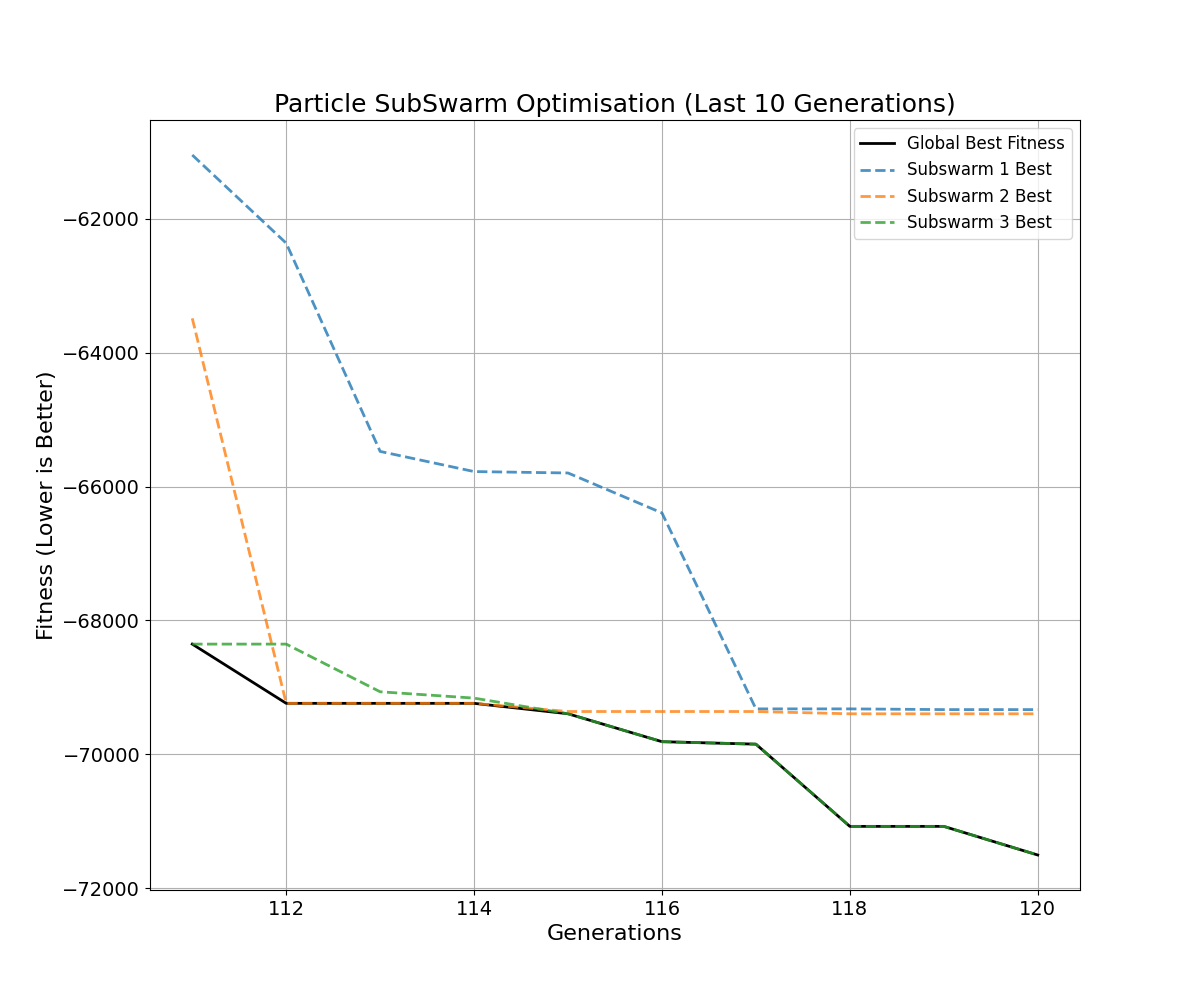 Particle SubSwarm Optimisation (Last 10 Generations)
Global Best Fitness
Subswarm 1 Best
Subswarm 2 Best
Subswarm 3 Best
Fitness (Lower is Better)
−62000
−64000
−66000
−68000
−70000
−72000
112 114 116 118 120
Generations